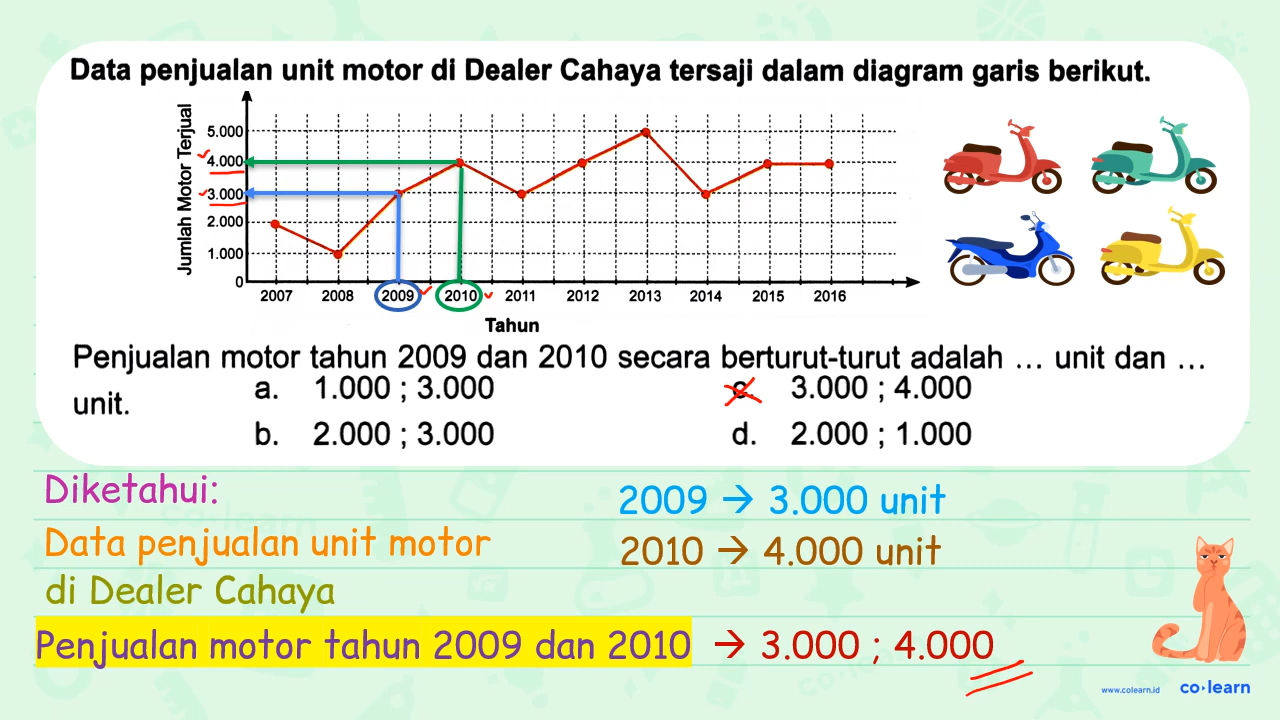 Data penjualan unit motor di Dealer Cahaya tersaji dalam diagram garis berikut.
Jumlah Motor Terjual
5.000
4.000
3.000
2.000
1.000
0
2007 2008 2009 2010 2011 2012 2013 2014 2015 2016
Tahun
Penjualan motor tahun 2009 dan 2010 secara berturut-turut adalah ... unit dan ...
unit.
a. 1.000 ; 3.000
c. 3.000 ; 4.000
b. 2.000 ; 3.000
d. 2.000 ; 1.000
Diketahui:
Data penjualan unit motor
di Dealer Cahaya
2009 → 3.000 unit
2010 → 4.000 unit
Penjualan motor tahun 2009 dan 2010 → 3.000 ; 4.000
www.colearn.id co·learn